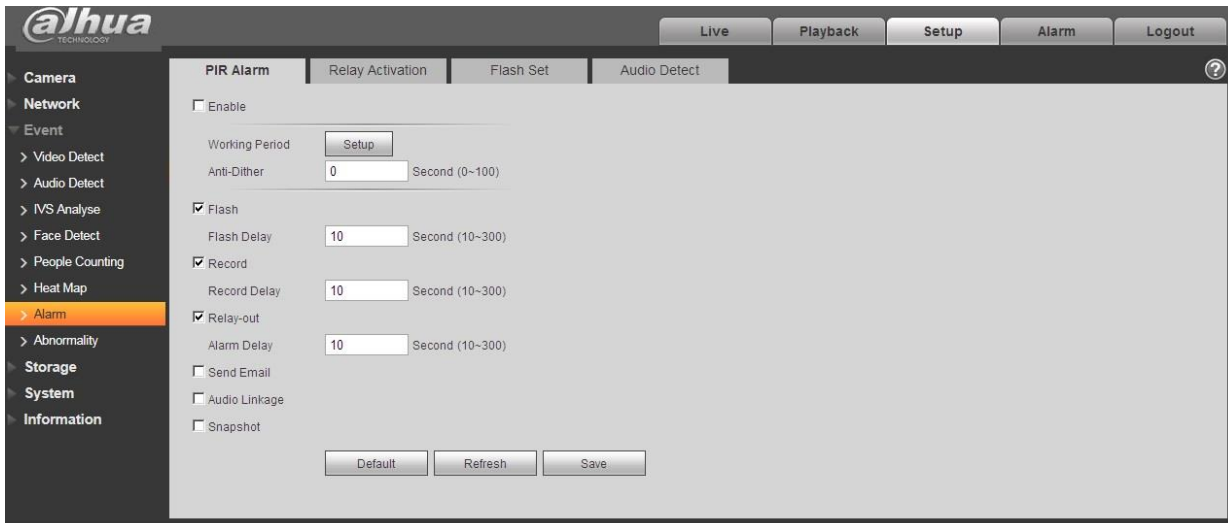 alhua
TECHNOLOGY
Live Playback Setup Alarm Logout
PIR Alarm Relay Activation Flash Set Audio Detect ?
Camera
Network
Event
> Video Detect
> Audio Detect
> IVS Analyse
> Face Detect
> People Counting
> Heat Map
> Alarm
> Abnormality
Storage
System
Information
Enable
Working Period Setup
Anti-Dither 0 Second (0~100)
Flash
Flash Delay 10 Second (10~300)
Record
Record Delay 10 Second (10~300)
Relay-out
Alarm Delay 10 Second (10~300)
Send Email
Audio Linkage
Snapshot
Default Refresh Save